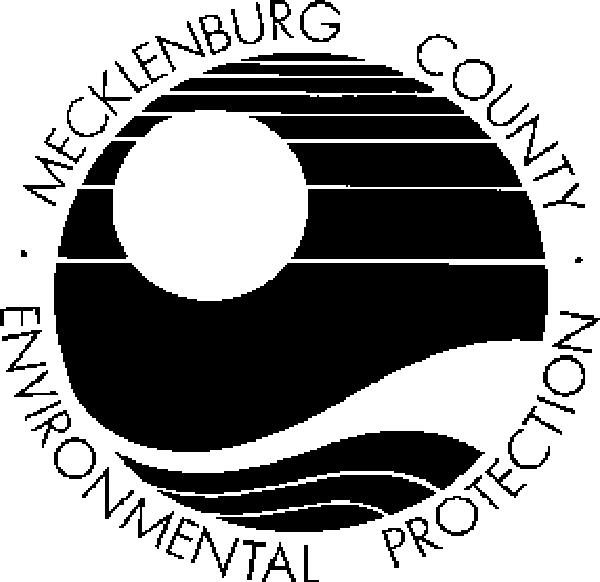 MECKLENBURG COUNTY
· ENVIRONMENTAL PROTECTION ·